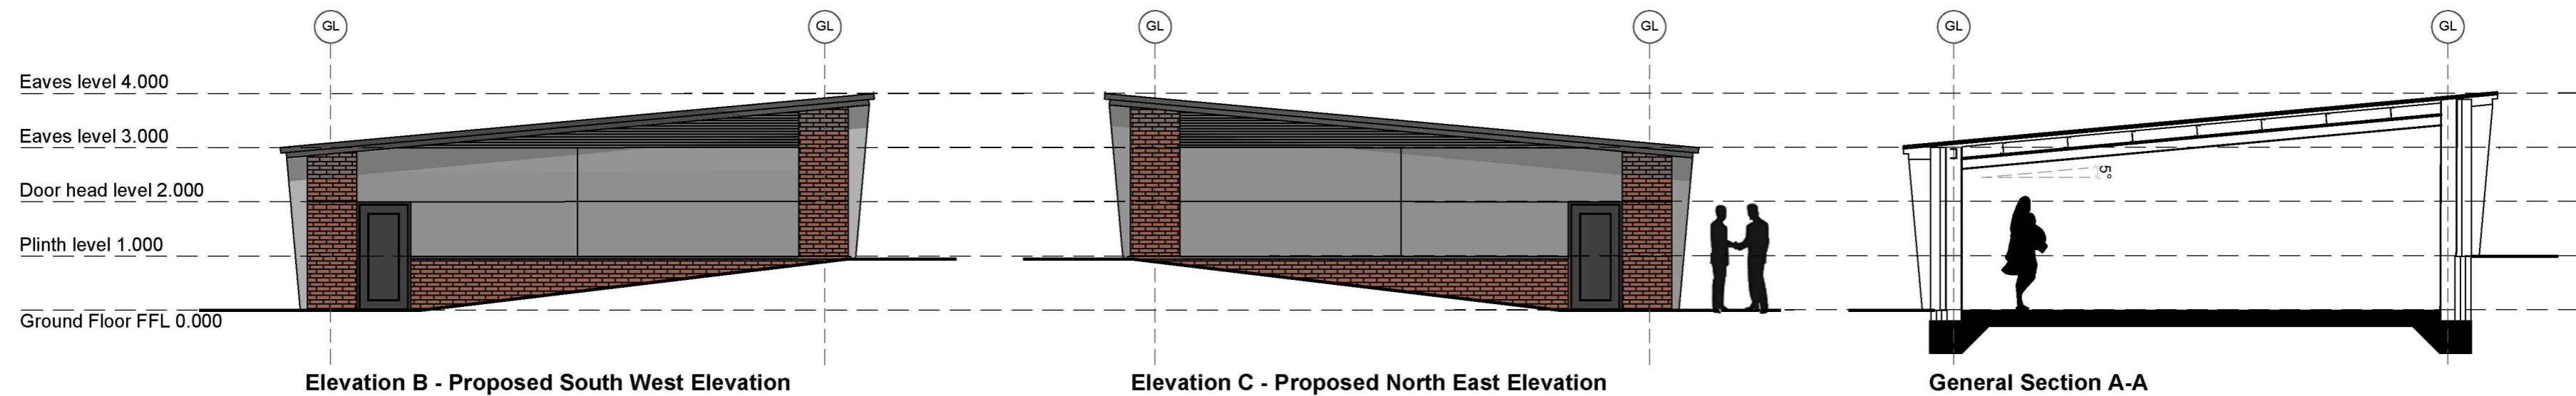 GL GL GL GL GL GL
Eaves level 4.000
Eaves level 3.000
5°
Door head level 2.000
Plinth level 1.000
Ground Floor FFL 0.000
Elevation B - Proposed South West Elevation
Elevation C - Proposed North East Elevation
General Section A-A